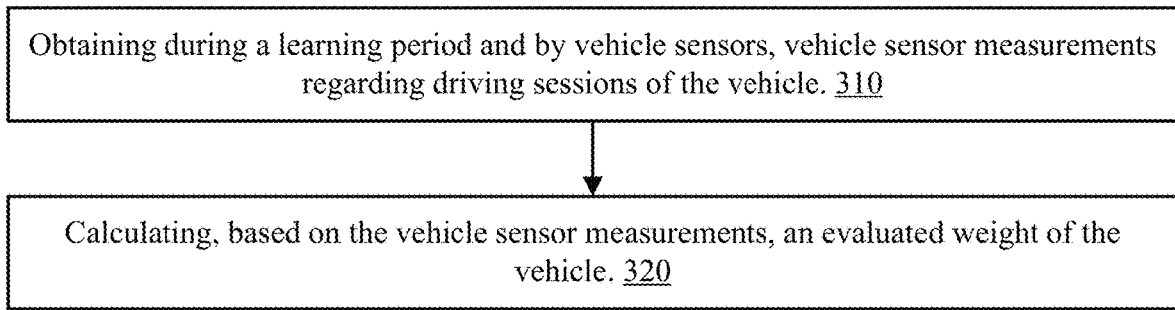 Obtaining during a learning period and by vehicle sensors, vehicle sensor measurements
regarding driving sessions of the vehicle. 310
Calculating, based on the vehicle sensor measurements, an evaluated weight of the
vehicle. 320